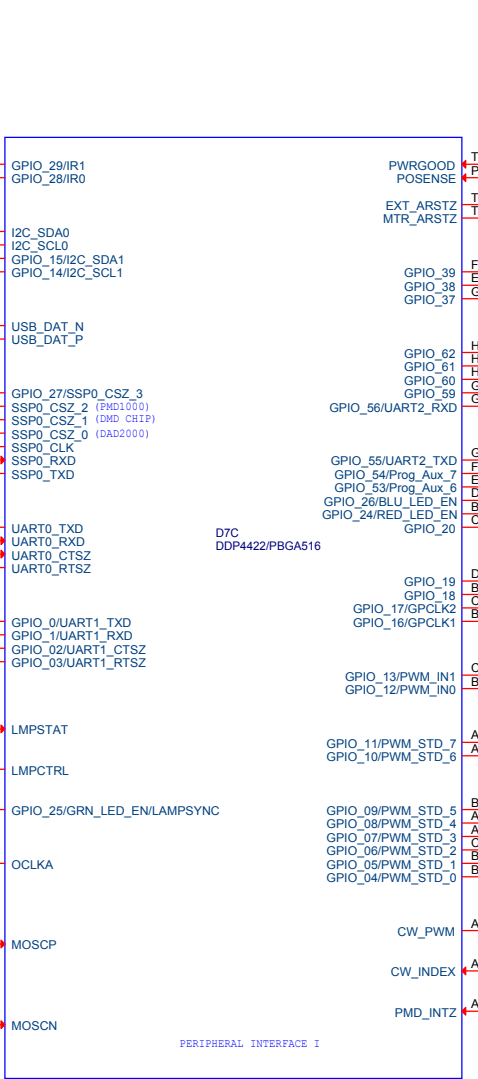 GPIO_29/IR1
GPIO_28/IR0
I2C_SDA0
I2C_SCL0
GPIO_15/I2C_SDA1
GPIO_14/I2C_SCL1
USB_DAT_N
USB_DAT_P
GPIO_27/SSP0_CSZ_3
SSP0_CSZ_2 (PMD1000)
SSP0_CSZ_1 (DMD CHIP)
SSP0_CSZ_0 (DAD2000)
SSP0_CLK
SSP0_RXD
SSP0_TXD
UART0_TXD
UART0_RXD
UART0_CTSZ
UART0_RTSZ
GPIO_0/UART1_TXD
GPIO_1/UART1_RXD
GPIO_02/UART1_CTSZ
GPIO_03/UART1_RTSZ
LMPSTAT
LMPCTRL
GPIO_25/GRN_LED_EN/LAMPSYNC
OCLKA
MOSCP
MOSCN
D7C
DDP4422/PBGA516
PWRGOOD
POSENSE
EXT_ARSTZ
MTR_ARSTZ
GPIO_39
GPIO_38
GPIO_37
GPIO_62
GPIO_61
GPIO_60
GPIO_59
GPIO_56/UART2_RXD
GPIO_55/UART2_TXD
GPIO_54/Prog_Aux_7
GPIO_53/Prog_Aux_6
GPIO_26/BLU_LED_EN
GPIO_24/RED_LED_EN
GPIO_20
GPIO_19
GPIO_18
GPIO_17/GPCLK2
GPIO_16/GPCLK1
GPIO_13/PWM_IN1
GPIO_12/PWM_IN0
GPIO_11/PWM_STD_7
GPIO_10/PWM_STD_6
GPIO_09/PWM_STD_5
GPIO_08/PWM_STD_4
GPIO_07/PWM_STD_3
GPIO_06/PWM_STD_2
GPIO_05/PWM_STD_1
GPIO_04/PWM_STD_0
CW_PWM
CW_INDEX
PMD_INTZ
PERIPHERAL INTERFACE I